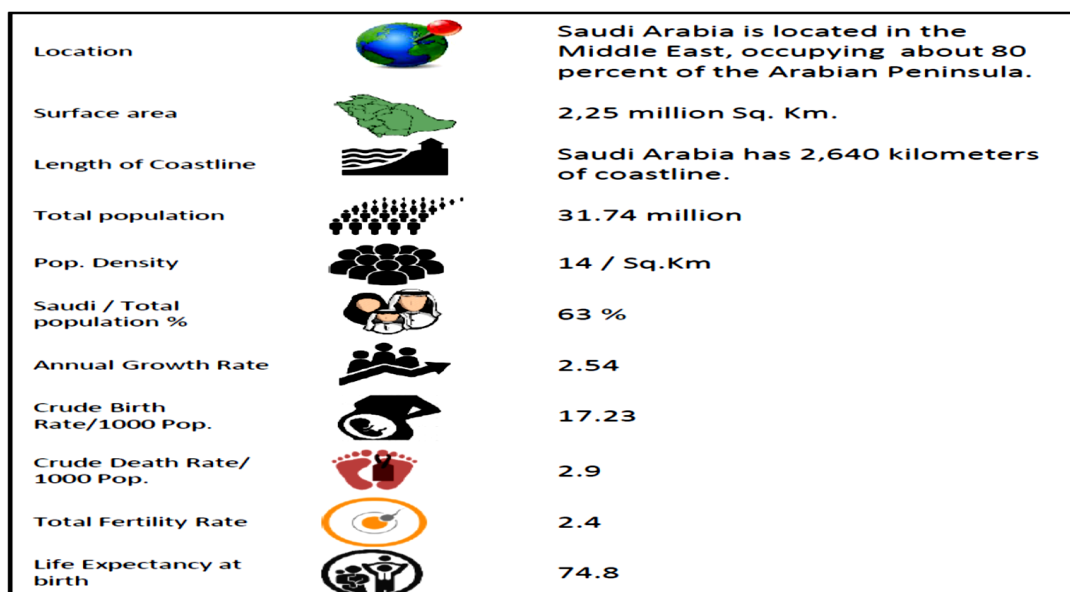 Location
Saudi Arabia is located in the
Middle East, occupying about 80
percent of the Arabian Peninsula.
Surface area
2,25 million Sq. Km.
Length of Coastline
Saudi Arabia has 2,640 kilometers
of coastline.
Total population
31.74 million
Pop. Density
14 / Sq.Km
Saudi / Total
population %
63 %
Annual Growth Rate
2.54
Crude Birth
Rate/1000 Pop.
17.23
Crude Death Rate/
1000 Pop.
2.9
Total Fertility Rate
2.4
Life Expectancy at
birth
74.8